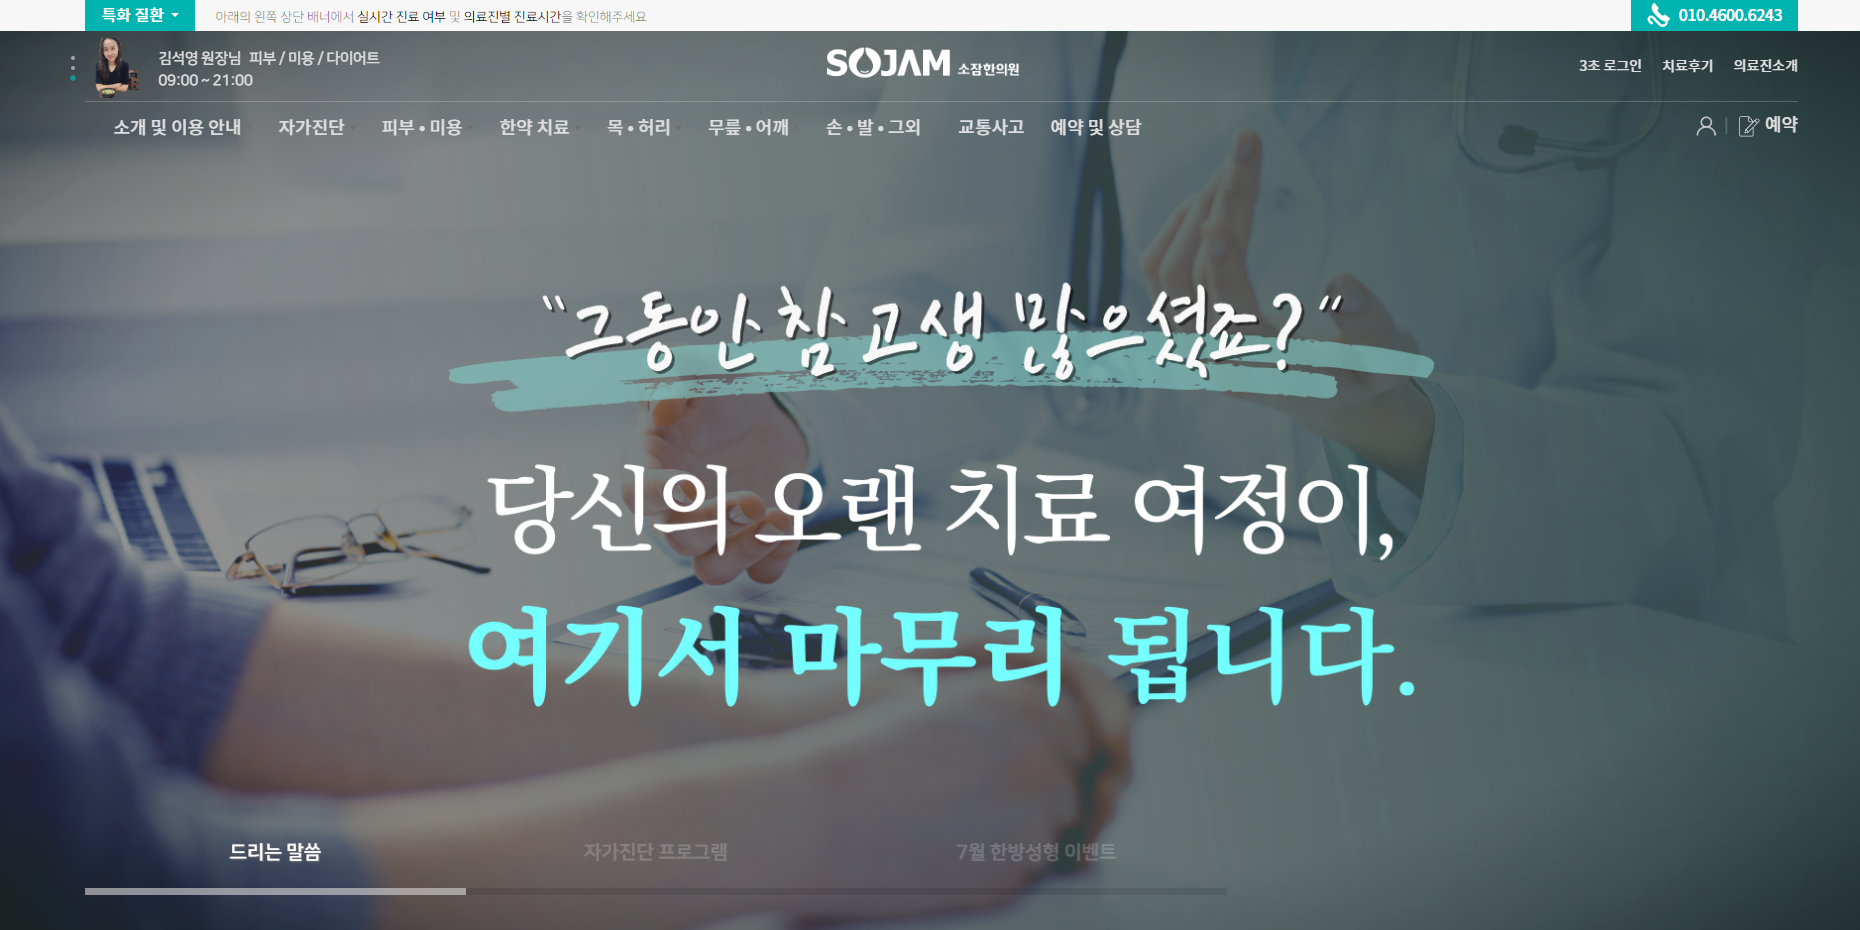 특화 질환
아래의 왼쪽 상단 배너에서 실시간 진료 여부 및 의료진별 진료시간을 확인해주세요
010.4600.6243
김석영 원장님 피부 / 미용 / 다이어트
09:00 ~ 21:00
SOJAM 소잠한의원
3초 로그인 치료후기 의료진소개
소개 및 이용 안내 자가진단 피부 • 미용 한약 치료 목 • 허리 무릎 • 어깨 손 • 발 • 그외 교통사고 예약 및 상담
예약
"그동안 참 고생 많으셨죠?"
당신의 오랜 치료 여정이,
여기서 마무리 됩니다.
드리는 말씀 자가진단 프로그램 7월 한방성형 이벤트